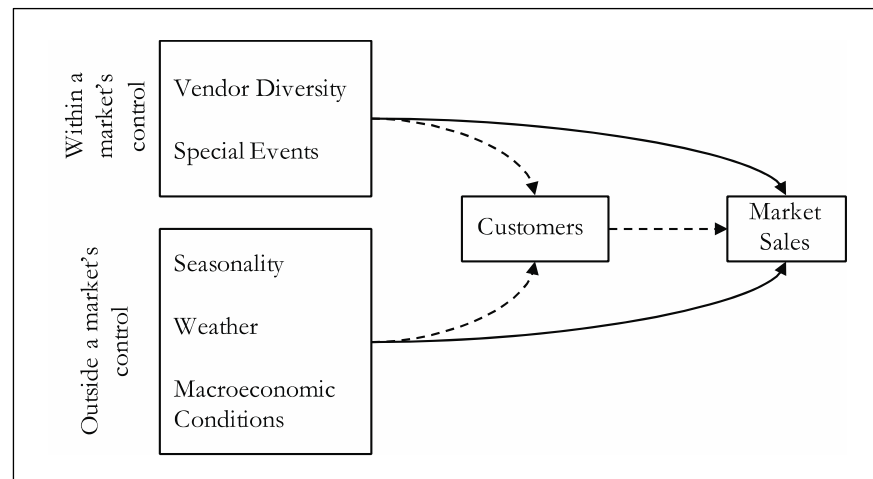 Within a
market's
control
Vendor Diversity
Special Events
Customers
Market
Sales
Outside a market's
control
Seasonality
Weather
Macroeconomic
Conditions